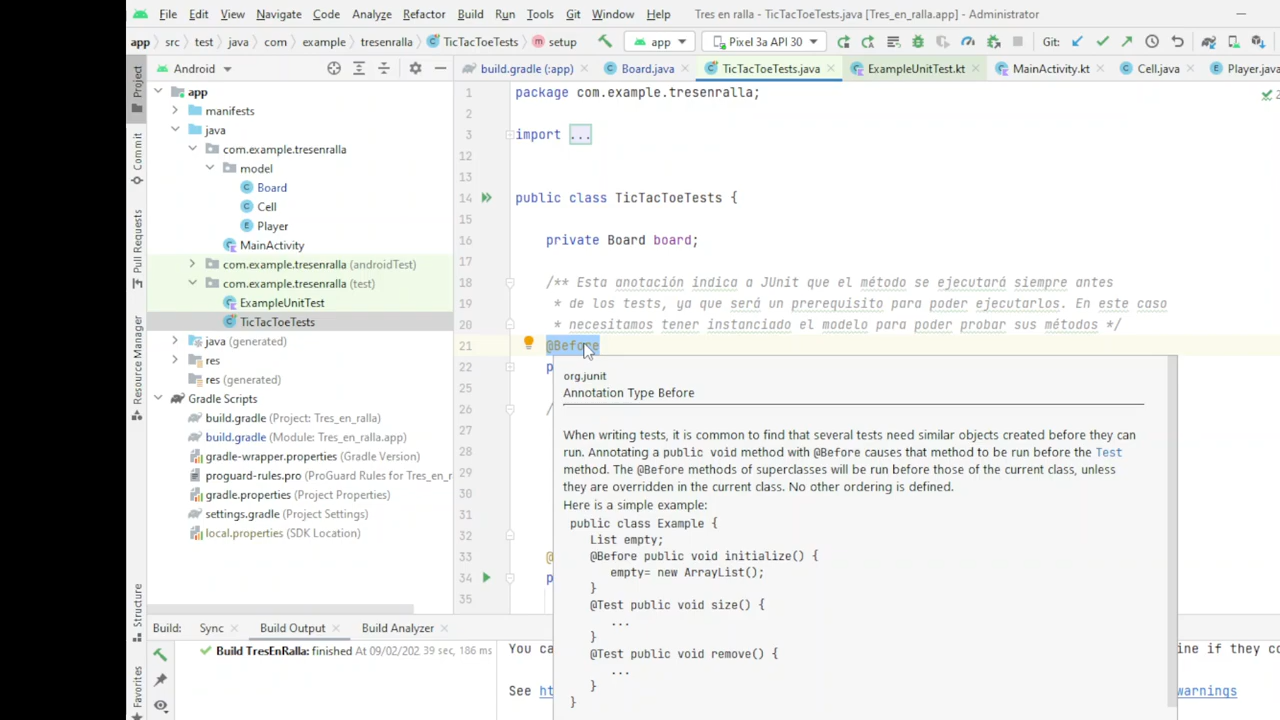 File Edit View Navigate Code Analyze Refactor Build Run Tools Git Window Help Tres en ralla - TicTacToeTests.java [Tres_en_ralla.app] - Administrator
app src test java com example tresenralla TicTacToeTests setup app Pixel 3a API 30 Git:
Android build.gradle (:app) Board.java TicTacToeTests.java ExampleUnitTest.kt MainActivity.kt Cell.java Player.java
Project
Commit
Pull Requests
Resource Manager
Structure
Favorites
app
manifests
java
com.example.tresenralla
model
Board
Cell
Player
MainActivity
com.example.tresenralla (androidTest)
com.example.tresenralla (test)
ExampleUnitTest
TicTacToeTests
java (generated)
res
res (generated)
Gradle Scripts
build.gradle (Project: Tres_en_ralla)
build.gradle (Module: Tres_en_ralla.app)
gradle-wrapper.properties (Gradle Version)
proguard-rules.pro (ProGuard Rules for Tres_en_r
gradle.properties (Project Properties)
settings.gradle (Project Settings)
local.properties (SDK Location)
1 package com.example.tresenralla;
2
3 import ...
12
13
14 public class TicTacToeTests {
15
16 private Board board;
17
18 /** Esta anotación indica a JUnit que el método se ejecutará siempre antes
19 * de los tests, ya que será un prerequisito para poder ejecutarlos. En este caso
20 * necesitamos tener instanciado el modelo para poder probar sus métodos */
21 @Before
22 p
25
26 /
27
28
29
30
31
32
33 @
34 p
35
org.junit
Annotation Type Before
When writing tests, it is common to find that several tests need similar objects created before they can
run. Annotating a public void method with @Before causes that method to be run before the Test
method. The @Before methods of superclasses will be run before those of the current class, unless
they are overridden in the current class. No other ordering is defined.
Here is a simple example:
public class Example {
List empty;
@Before public void initialize() {
empty= new ArrayList();
}
@Test public void size() {
...
}
@Test public void remove() {
...
}
}
Build: Sync Build Output Build Analyzer
Build TresEnRalla: finished At 09/02/202 39 sec, 186 ms
You ca ine if they co
See ht warnings